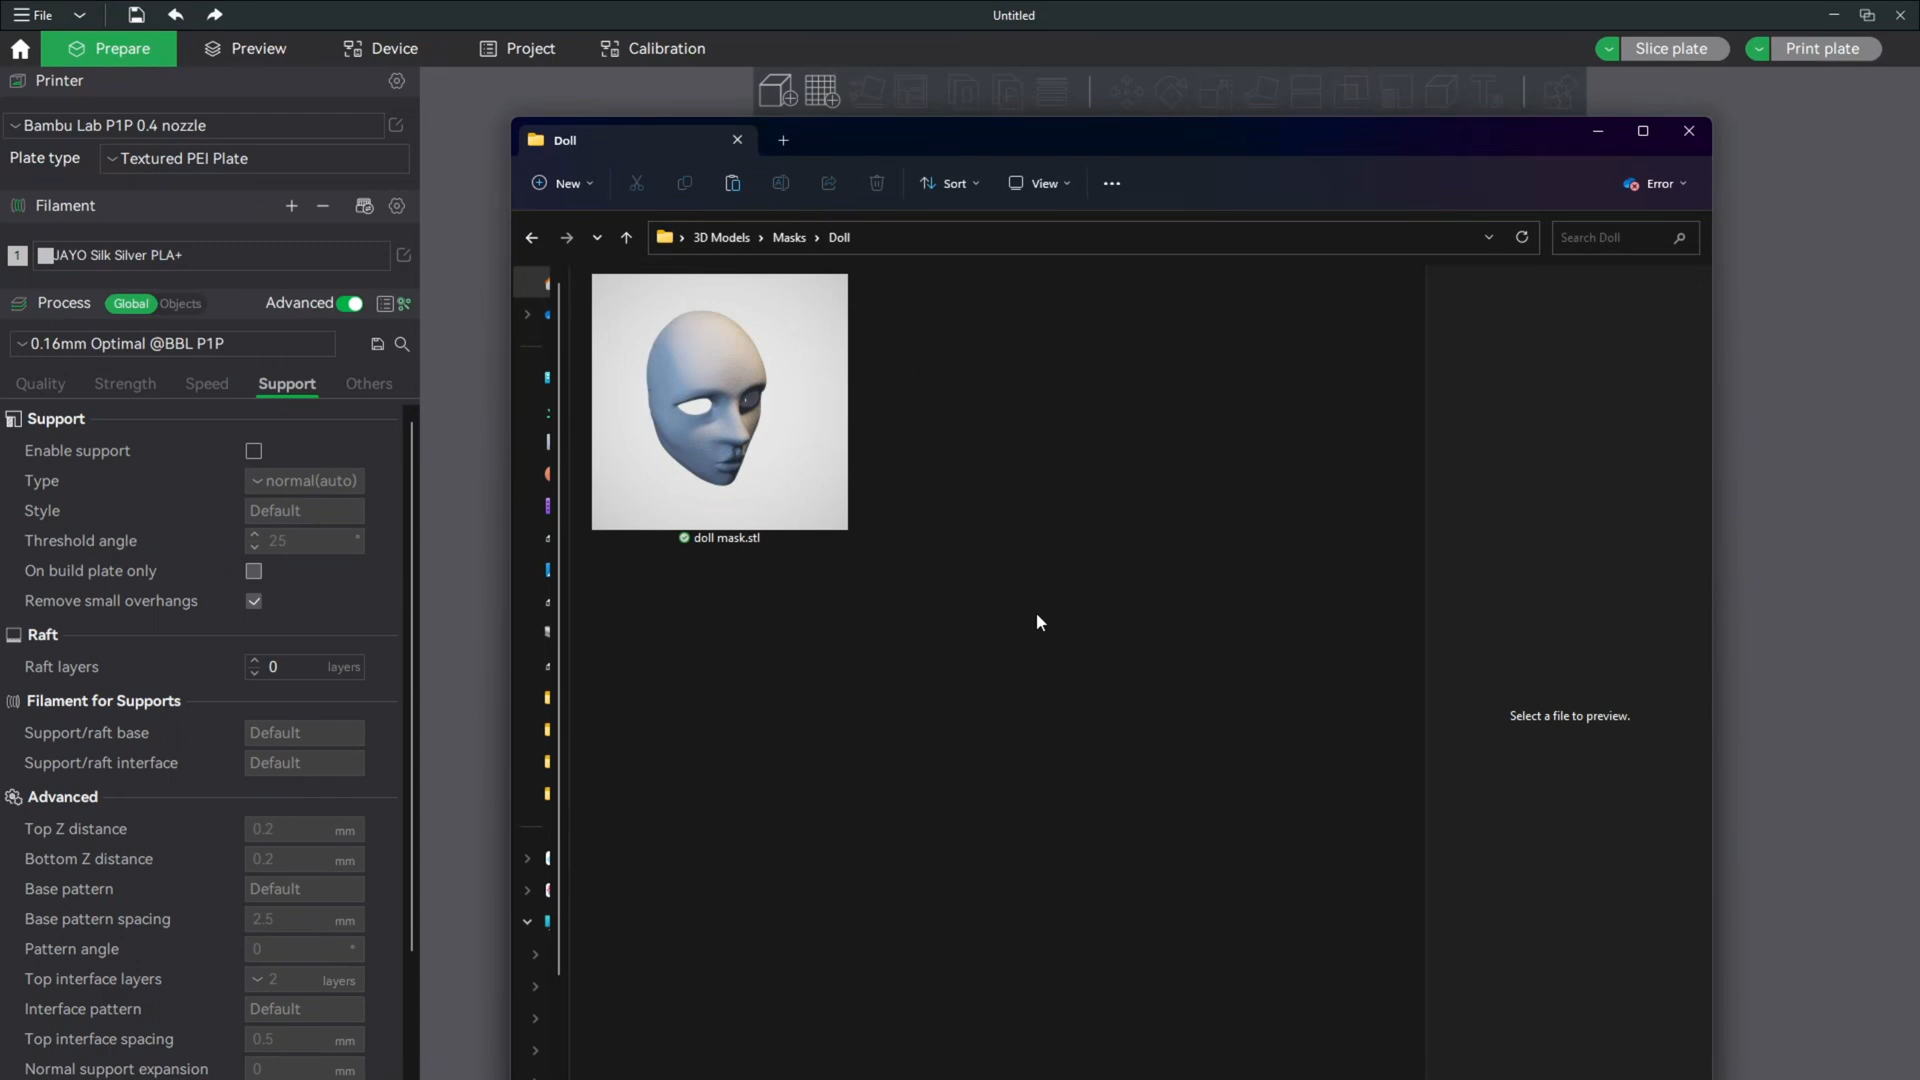 File
Untitled
Prepare
Preview
Device
Project
Calibration
Slice plate
Print plate
Printer
Bambu Lab P1P 0.4 nozzle
Plate type
Textured PEI Plate
Filament
1
JAYO Silk Silver PLA+
Process
Global
Objects
Advanced
0.16mm Optimal @BBL P1P
Quality
Strength
Speed
Support
Others
Support
Enable support
Type
normal(auto)
Style
Default
Threshold angle
25 °
On build plate only
Remove small overhangs
Raft
Raft layers
0 layers
Filament for Supports
Support/raft base
Default
Support/raft interface
Default
Advanced
Top Z distance
0.2 mm
Bottom Z distance
0.2 mm
Base pattern
Default
Base pattern spacing
2.5 mm
Pattern angle
0 °
Top interface layers
2 layers
Interface pattern
Default
Top interface spacing
0.5 mm
Normal support expansion
0 mm
Doll
New
Sort
View
Error
3D Models
Masks
Doll
Search Doll
doll mask.stl
Select a file to preview.